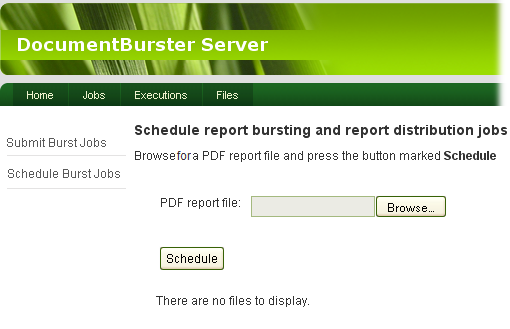 DocumentBurster Server
Home Jobs Executions Files
Submit Burst Jobs
Schedule Burst Jobs
Schedule report bursting and report distribution jobs
Browsefora PDF report file and press the button marked Schedule
PDF report file: Browse...
Schedule
There are no files to display.